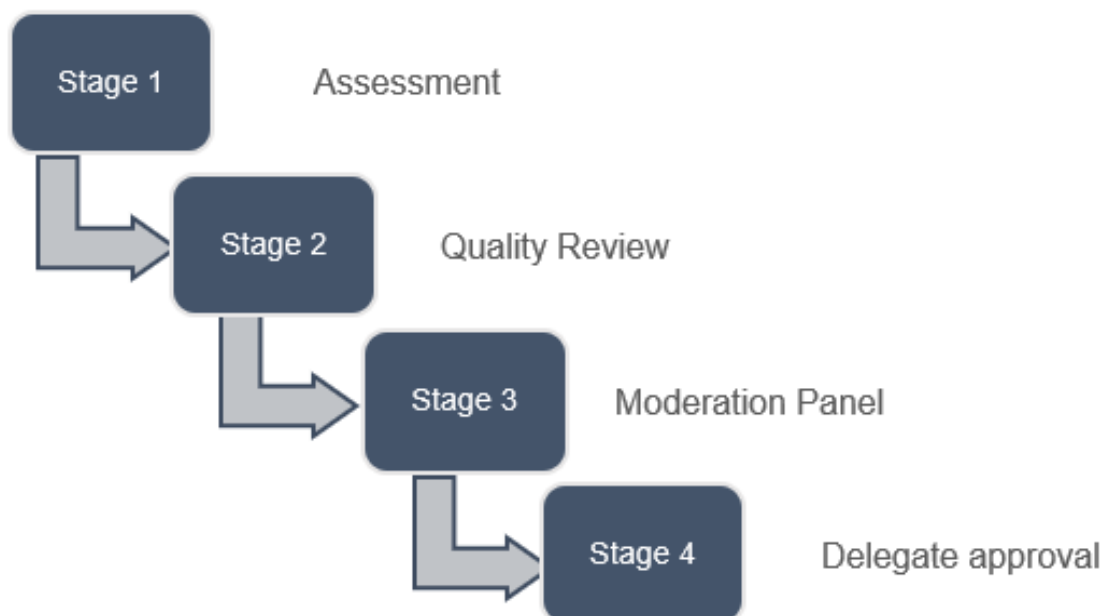 Stage 1
Assessment
Stage 2
Quality Review
Stage 3
Moderation Panel
Stage 4
Delegate approval